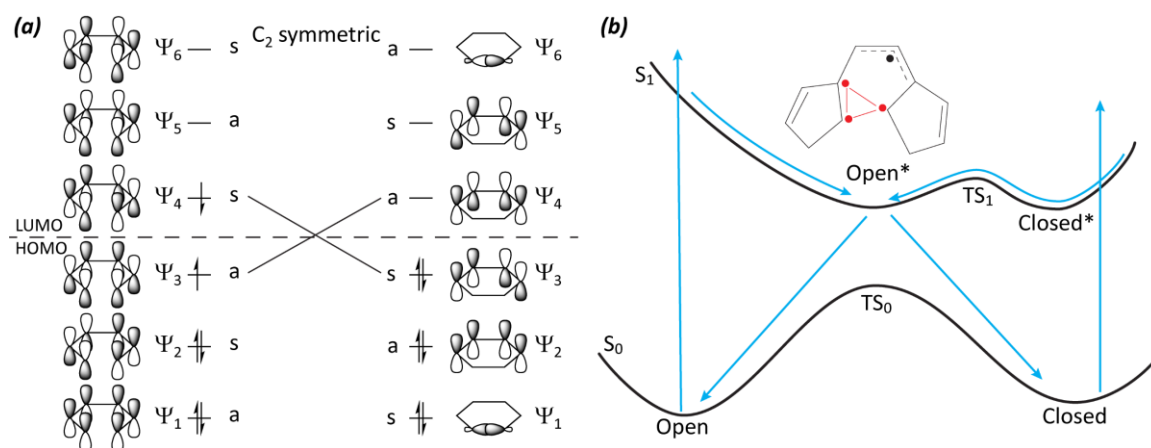 (a)
C₂ symmetric
Ψ₆ s a Ψ₆
Ψ₅ a s Ψ₅
Ψ₄ s a Ψ₄
LUMO
HOMO
Ψ₃ a s Ψ₃
Ψ₂ s a Ψ₂
Ψ₁ a s Ψ₁
(b)
S₁
Open*
TS₁
Closed*
TS₀
S₀
Open
Closed